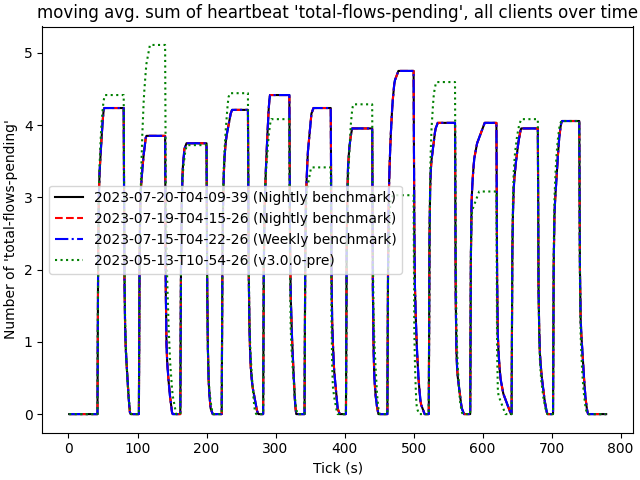 moving avg. sum of heartbeat 'total-flows-pending', all clients over time
Number of 'total-flows-pending'
5
4
3
2
1
0
2023-07-20-T04-09-39 (Nightly benchmark)
2023-07-19-T04-15-26 (Nightly benchmark)
2023-07-15-T04-22-26 (Weekly benchmark)
2023-05-13-T10-54-26 (v3.0.0-pre)
0 100 200 300 400 500 600 700 800
Tick (s)